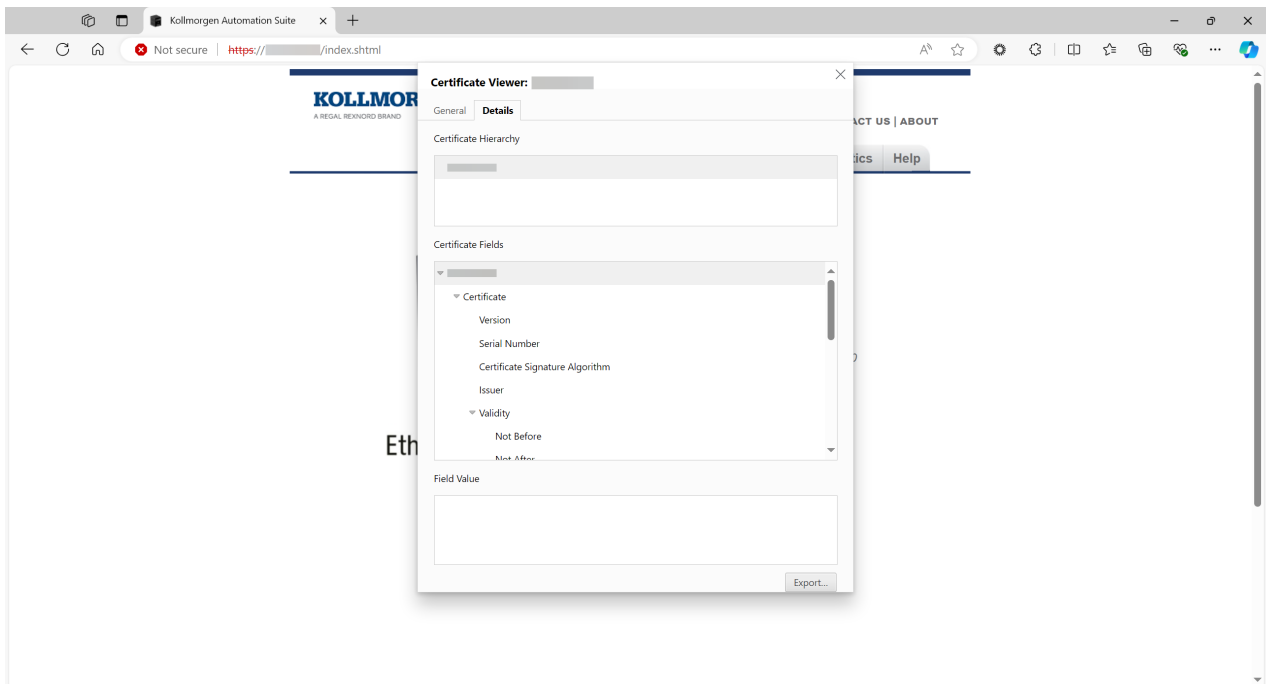 Kollmorgen Automation Suite
Not secure https:// /index.shtml
KOLLMOR
A REGAL REXNORD BRAND
ACT US | ABOUT
tics Help
Eth
Certificate Viewer:
General Details
Certificate Hierarchy
Certificate Fields
Certificate
Version
Serial Number
Certificate Signature Algorithm
Issuer
Validity
Not Before
Not After
Field Value
Export...